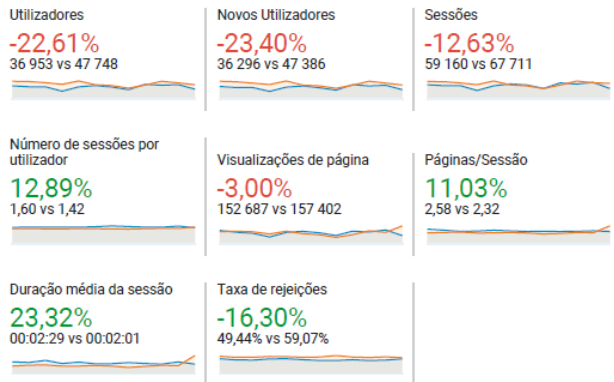 Utilizadores
-22,61%
36 953 vs 47 748
Novos Utilizadores
-23,40%
36 296 vs 47 386
Sessões
-12,63%
59 160 vs 67 711
Número de sessões por
utilizador
12,89%
1,60 vs 1,42
Visualizações de página
-3,00%
152 687 vs 157 402
Páginas/Sessão
11,03%
2,58 vs 2,32
Duração média da sessão
23,32%
00:02:29 vs 00:02:01
Taxa de rejeições
-16,30%
49,44% vs 59,07%